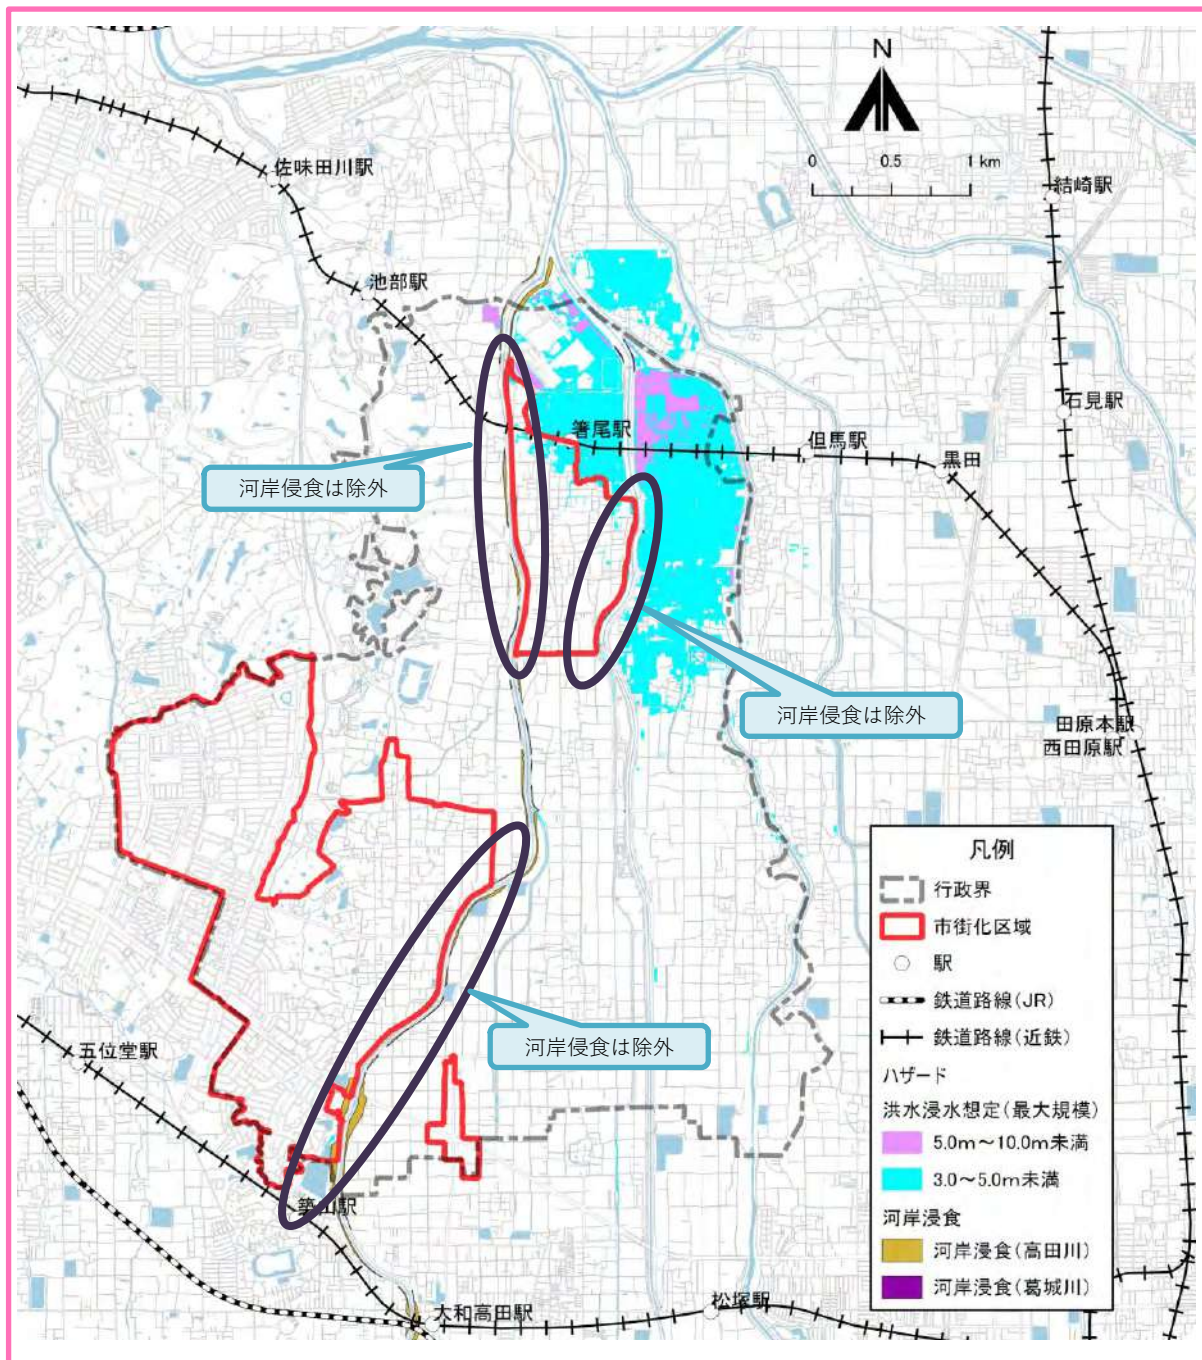 N
0 0.5 1 km
佐味田川駅
結崎駅
池部駅
石見駅
箸尾駅
但馬駅
黒田
河岸侵食は除外
河岸侵食は除外
田原本駅
西田原駅
凡例
行政界
市街化区域
駅
鉄道路線(JR)
鉄道路線(近鉄)
ハザード
洪水浸水想定(最大規模)
5.0m～10.0m未満
3.0～5.0m未満
河岸浸食
河岸浸食(高田川)
河岸浸食(葛城川)
河岸侵食は除外
五位堂駅
築山駅
大和高田駅
松塚駅